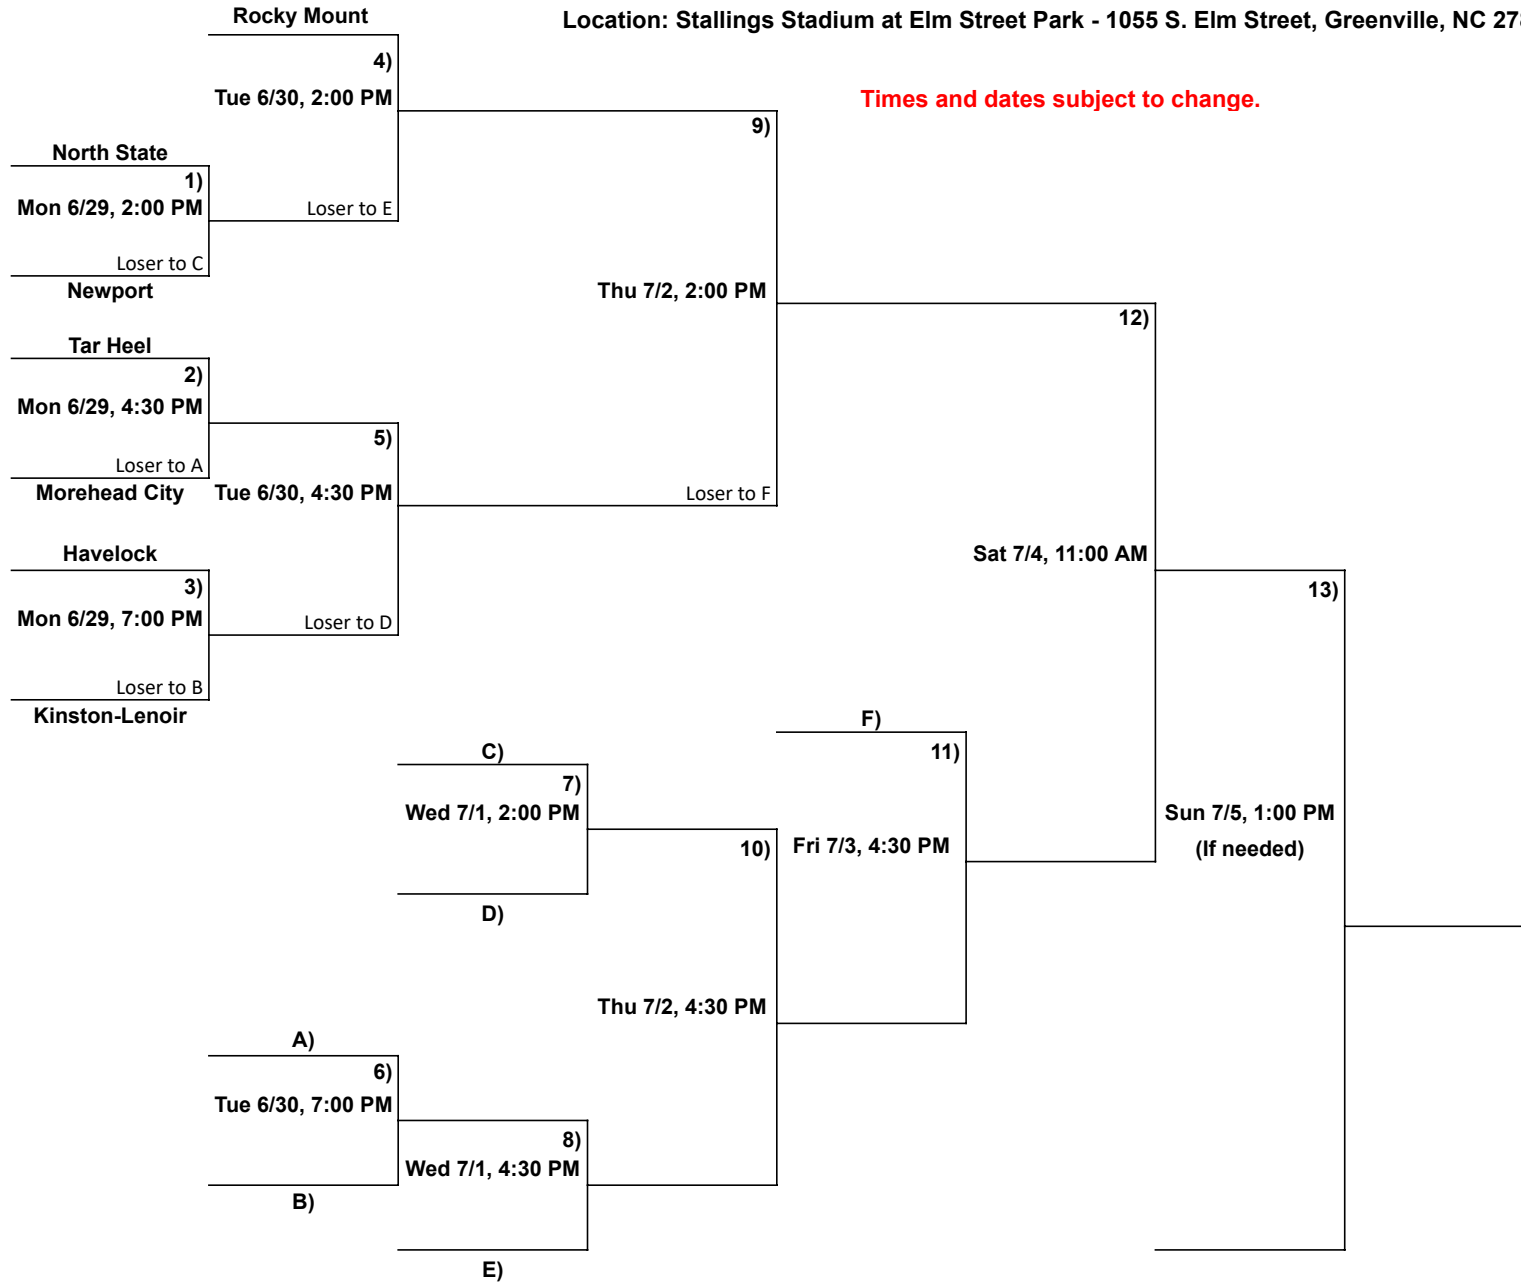 Rocky Mount
Location: Stallings Stadium at Elm Street Park - 1055 S. Elm Street, Greenville, NC 278
4)
Tue 6/30, 2:00 PM
Times and dates subject to change.
9)
North State
1)
Mon 6/29, 2:00 PM
Loser to E
Loser to C
Newport
Thu 7/2, 2:00 PM
12)
Tar Heel
2)
Mon 6/29, 4:30 PM
5)
Loser to A
Morehead City
Tue 6/30, 4:30 PM
Loser to F
Havelock
Sat 7/4, 11:00 AM
3)
13)
Mon 6/29, 7:00 PM
Loser to D
Loser to B
Kinston-Lenoir
F)
C)
11)
7)
Wed 7/1, 2:00 PM
Sun 7/5, 1:00 PM
10)
Fri 7/3, 4:30 PM
(If needed)
D)
Thu 7/2, 4:30 PM
A)
6)
Tue 6/30, 7:00 PM
8)
Wed 7/1, 4:30 PM
B)
E)